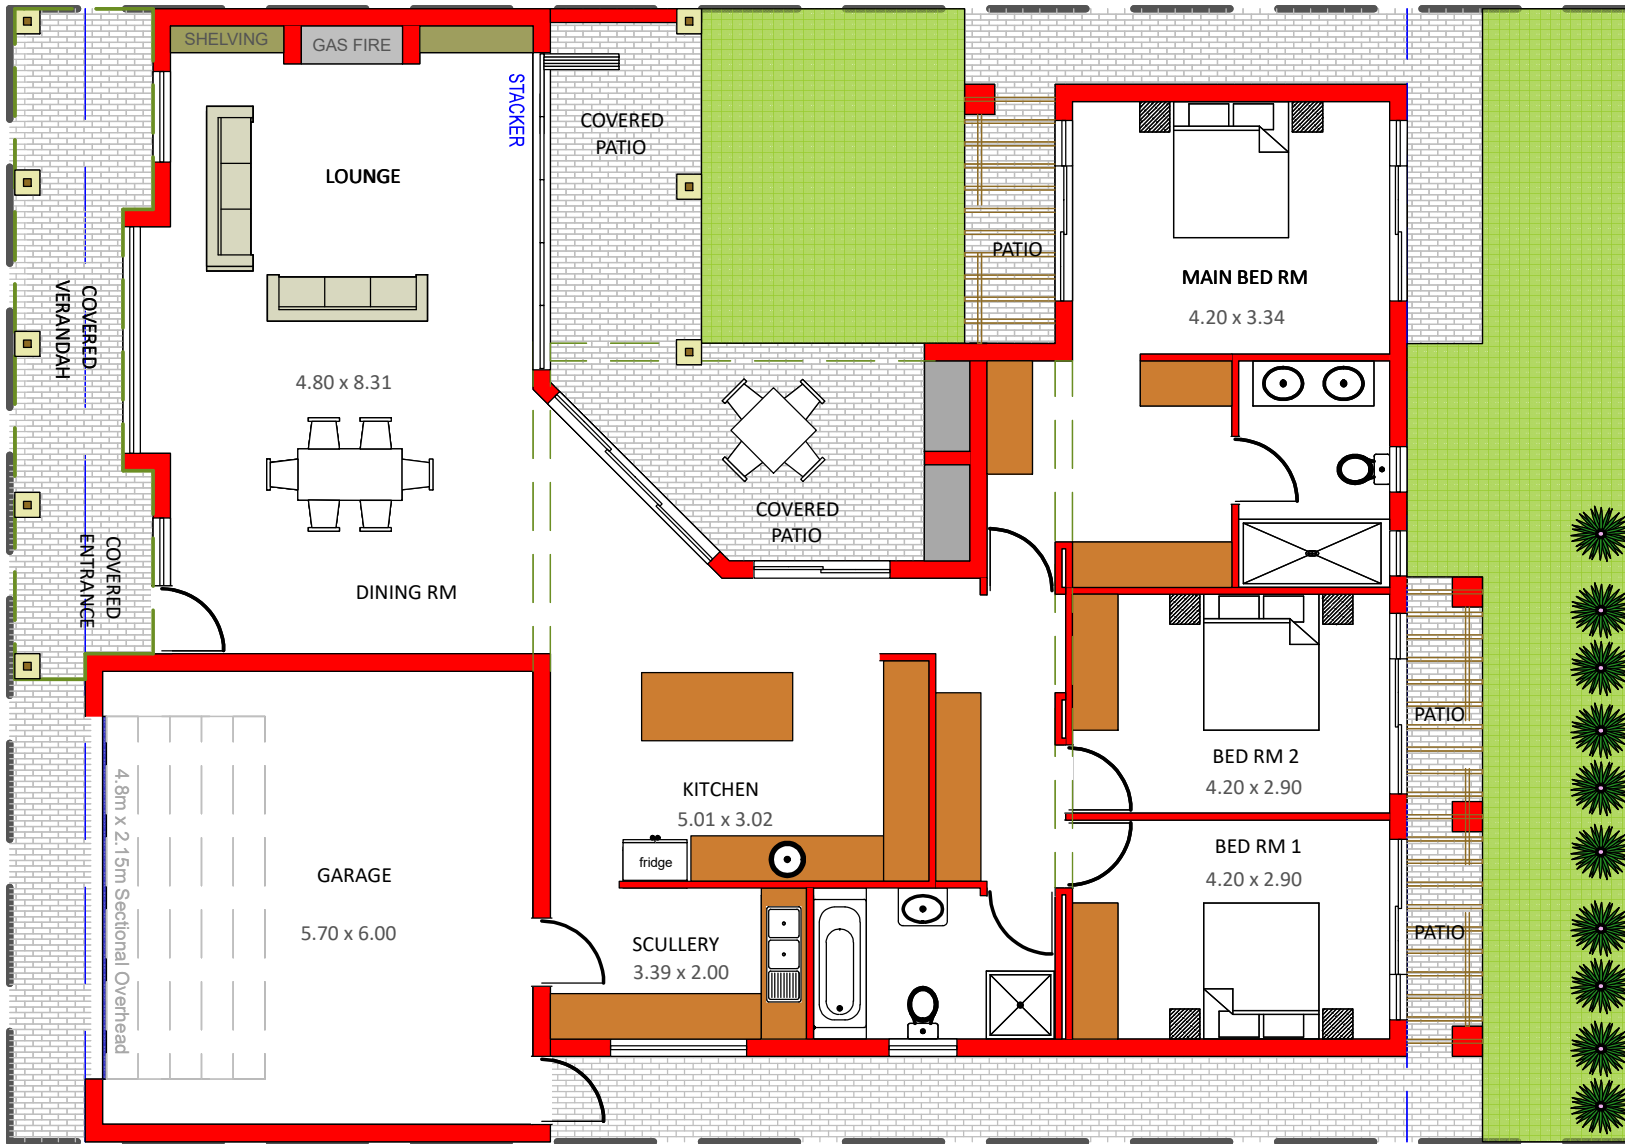 SHELVING
GAS FIRE
STACKER
COVERED
PATIO
LOUNGE
PATIO
MAIN BED RM
4.20 x 3.34
COVERED
VERANDAH
4.80 x 8.31
COVERED
PATIO
COVERED
ENTRANCE
DINING RM
PATIO
BED RM 2
4.20 x 2.90
KITCHEN
5.01 x 3.02
fridge
BED RM 1
4.20 x 2.90
4.8m x 2.15m Sectional Overhead
GARAGE
5.70 x 6.00
SCULLERY
3.39 x 2.00
PATIO